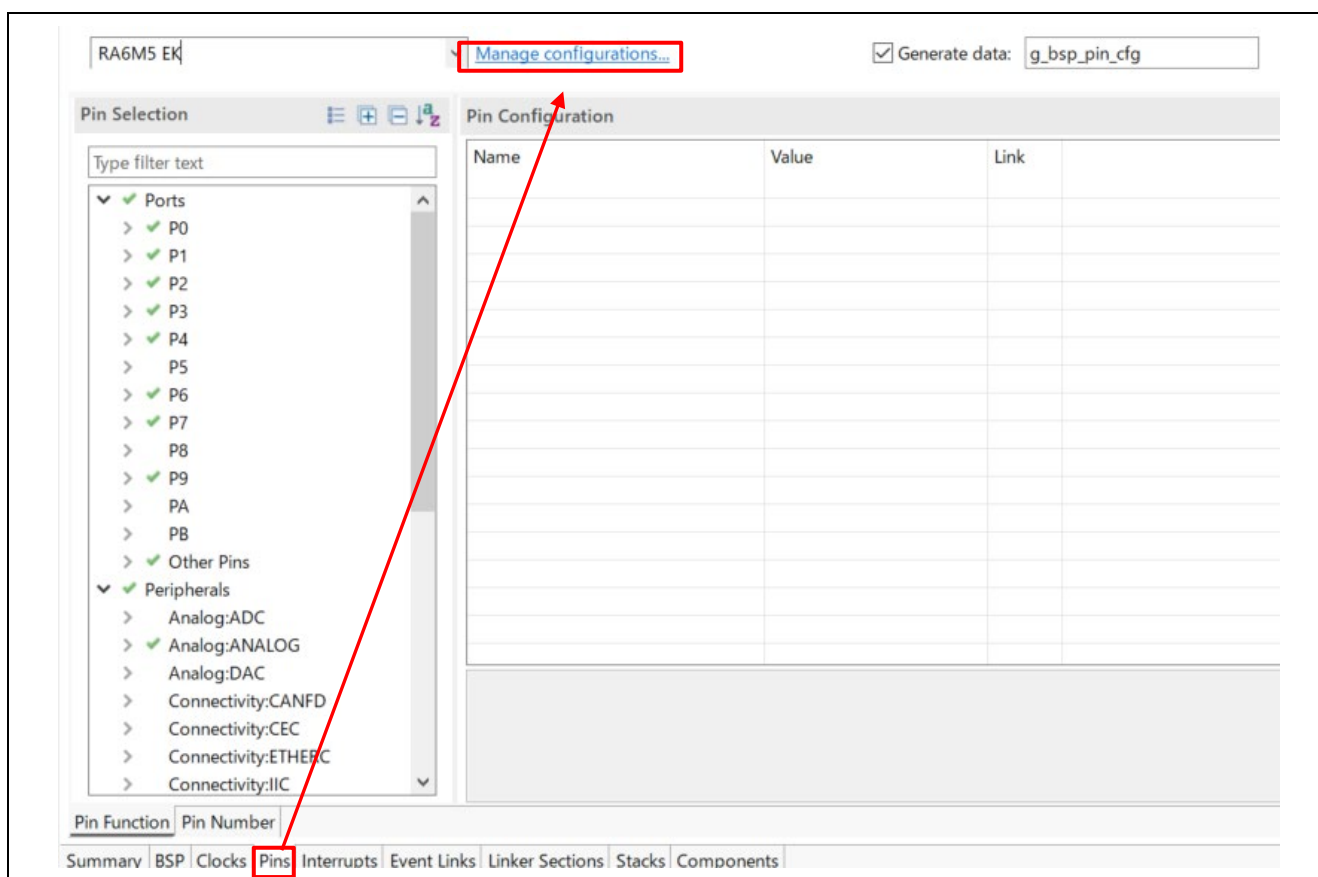 RA6M5 EK Manage configurations... Generate data: g_bsp_pin_cfg
Pin Selection Pin Configuration
Type filter text
Name Value Link
Ports
P0
P1
P2
P3
P4
P5
P6
P7
P8
P9
PA
PB
Other Pins
Peripherals
Analog:ADC
Analog:ANALOG
Analog:DAC
Connectivity:CANFD
Connectivity:CEC
Connectivity:ETHERC
Connectivity:IIC
Pin Function Pin Number
Summary BSP Clocks Pins Interrupts Event Links Linker Sections Stacks Components